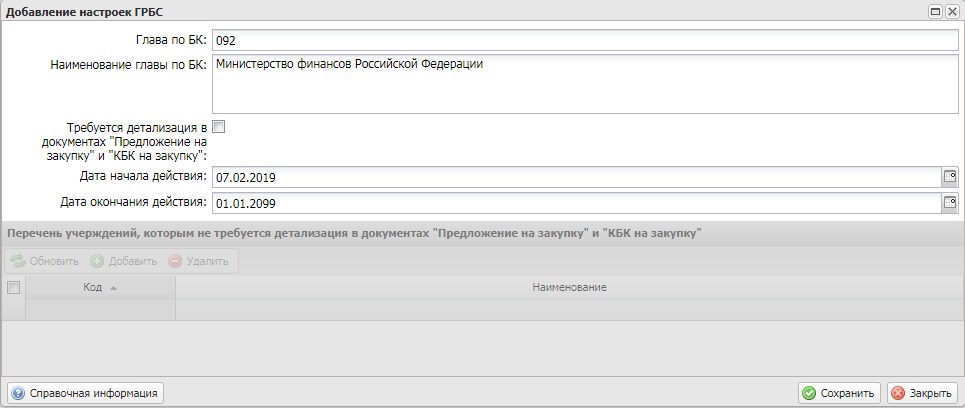 Добавление настроек ГРБС
Глава по БК: 092
Наименование главы по БК: Министерство финансов Российской Федерации
Требуется детализация в
документах "Предложение на
закупку" и "КБК на закупку":
Дата начала действия: 07.02.2019
Дата окончания действия: 01.01.2099
Перечень учерждений, которым не требуется детализация в документах "Предложение на закупку" и "КБК на закупку"
Обновить Добавить Удалить
Код Наименование
Справочная информация Сохранить Закрыть